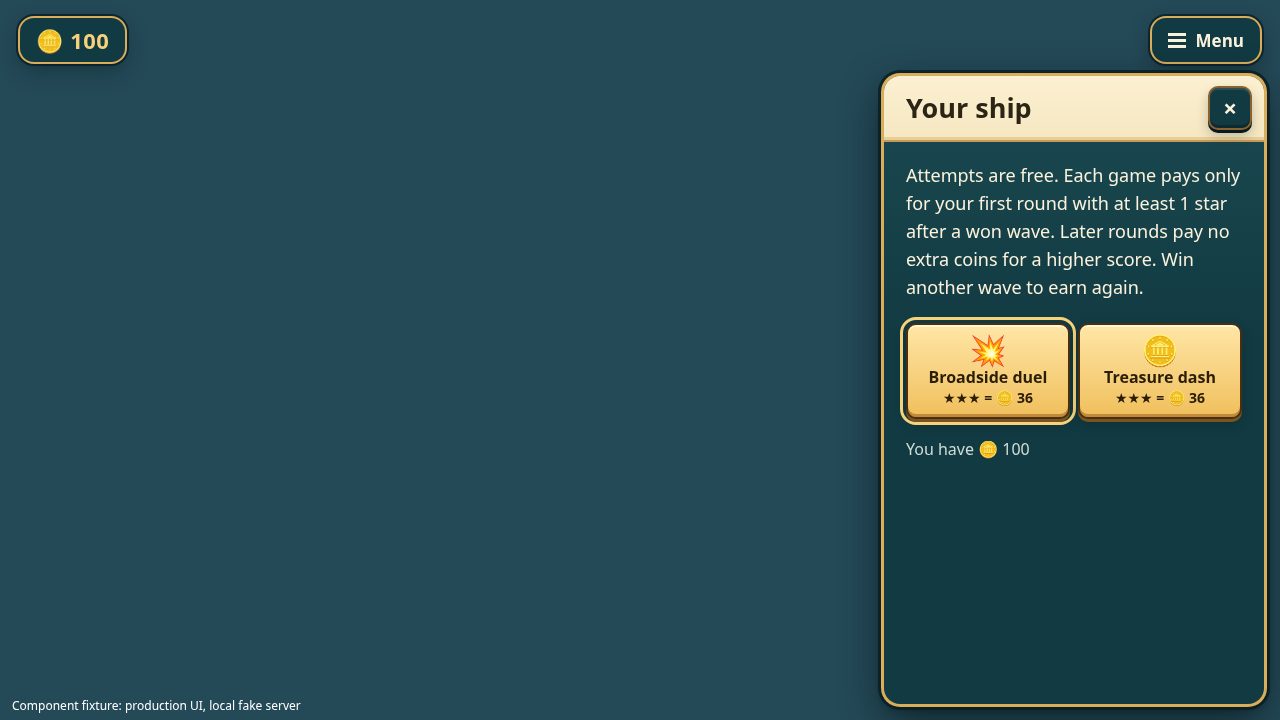 🪙 100
Menu
Your ship
×
Attempts are free. Each game pays only
for your first round with at least 1 star
after a won wave. Later rounds pay no
extra coins for a higher score. Win
another wave to earn again.
Broadside duel
★★★ = 🪙 36
Treasure dash
★★★ = 🪙 36
You have 🪙 100
Component fixture: production UI, local fake server